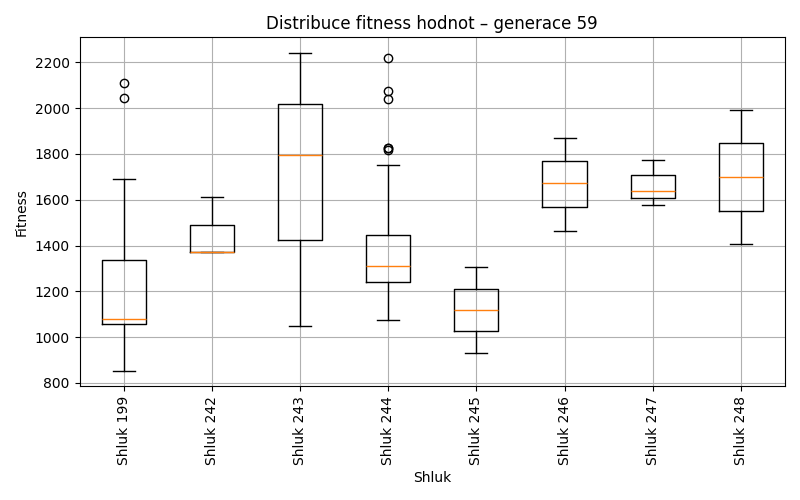 Distribuce fitness hodnot – generace 59
2200
2000
1800
1600
1400
1200
1000
800
Fitness
Shluk 199
Shluk 242
Shluk 243
Shluk 244
Shluk 245
Shluk 246
Shluk 247
Shluk 248
Shluk